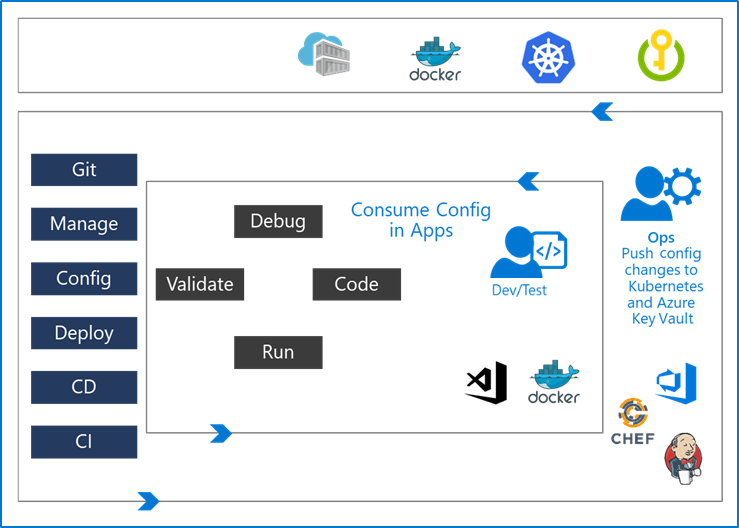 docker
Git
Manage
Config
Deploy
CD
CI
Debug
Validate
Code
Run
Consume Config
in Apps
Dev/Test
docker
Ops
Push config
changes to
Kubernetes
and Azure
Key Vault
CHEF